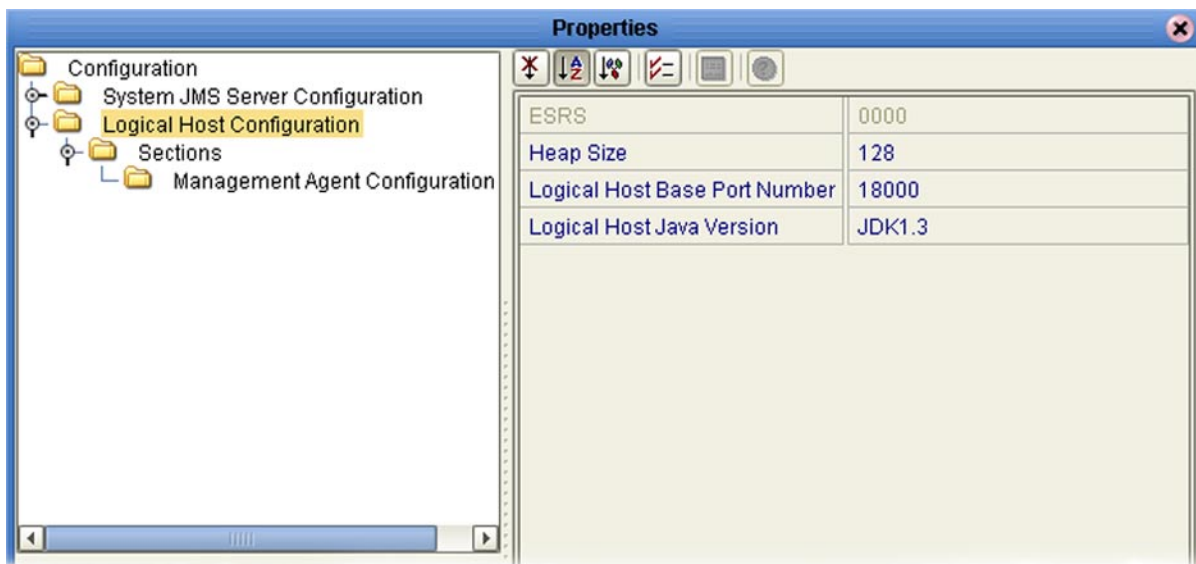 Properties
Configuration
System JMS Server Configuration
Logical Host Configuration
Sections
Management Agent Configuration
ESRS 0000
Heap Size 128
Logical Host Base Port Number 18000
Logical Host Java Version JDK1.3